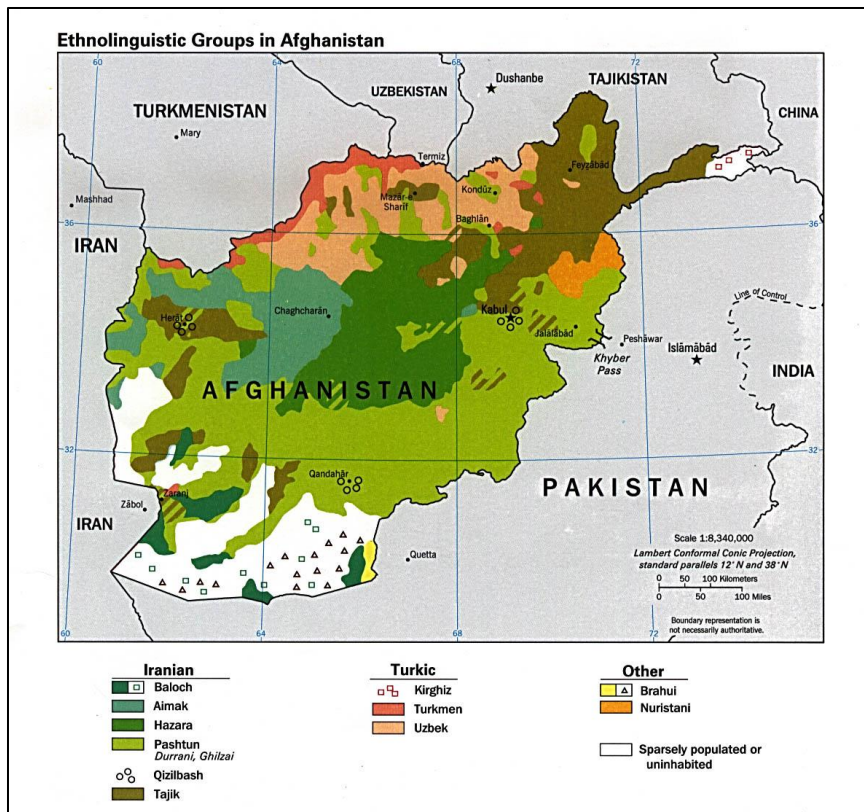 Ethnolinguistic Groups in Afghanistan
60
64
68
72
Dushanbe
TAJIKISTAN
UZBEKISTAN
TURKMENISTAN
CHINA
Mary
Termiz
Feyzābād
Mashhad
Mazār-e
Sharīf
Kondūz
Baghlān
36
36
IRAN
Line of Control
Chaghcharān
Herāt
Kabul
Jalālābād
Peshāwar
Islāmābād
Khyber
Pass
INDIA
AFGHANISTAN
32
32
Qandahār
PAKISTAN
Zaranj
Zābol
IRAN
Quetta
Scale 1:8,340,000
Lambert Conformal Conic Projection,
standard parallels 12°N and 38°N
0 50 100 Kilometers
0 50 100 Miles
Boundary representation is
not necessarily authoritative.
60
64
68
72
Iranian
Baloch
Aimak
Hazara
Pashtun
Durrani, Ghilzai
Qizilbash
Tajik
Turkic
Kirghiz
Turkmen
Uzbek
Other
Brahui
Nuristani
Sparsely populated or
uninhabited